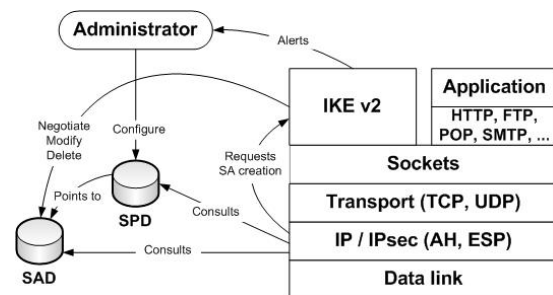 Administrator
Alerts
IKE v2
Application
HTTP, FTP,
POP, SMTP, ...
Negotiate
Modify
Delete
Configure
Requests
SA creation
Sockets
Points to
SPD
Consults
Transport (TCP, UDP)
IP / IPsec (AH, ESP)
Consults
SAD
Data link